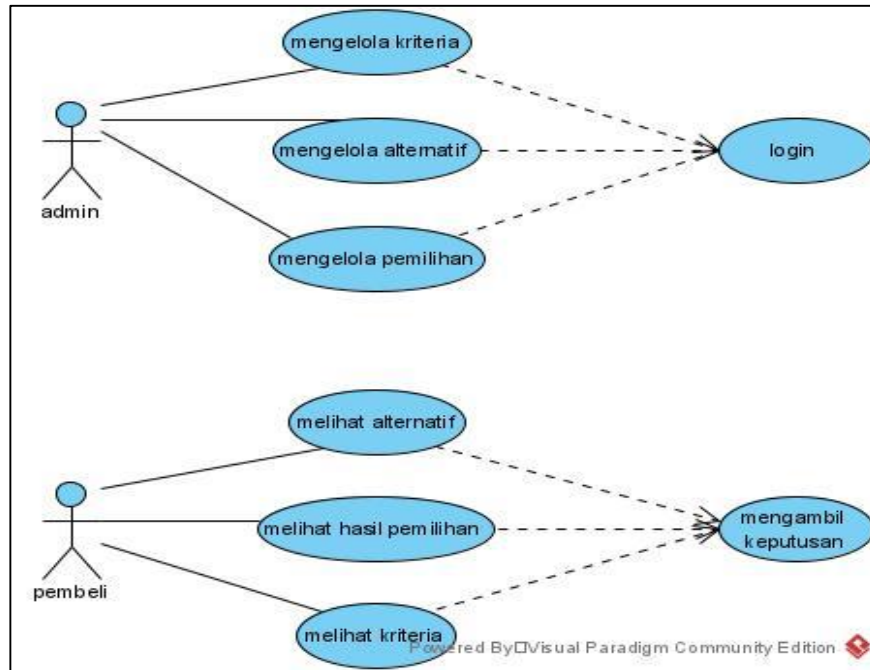 mengelola kriteria
mengelola alternatif
login
admin
mengelola pemilihan
melihat alternatif
melihat hasil pemilihan
mengambil
keputusan
pembeli
melihat kriteria
Powered By□Visual Paradigm Community Edition